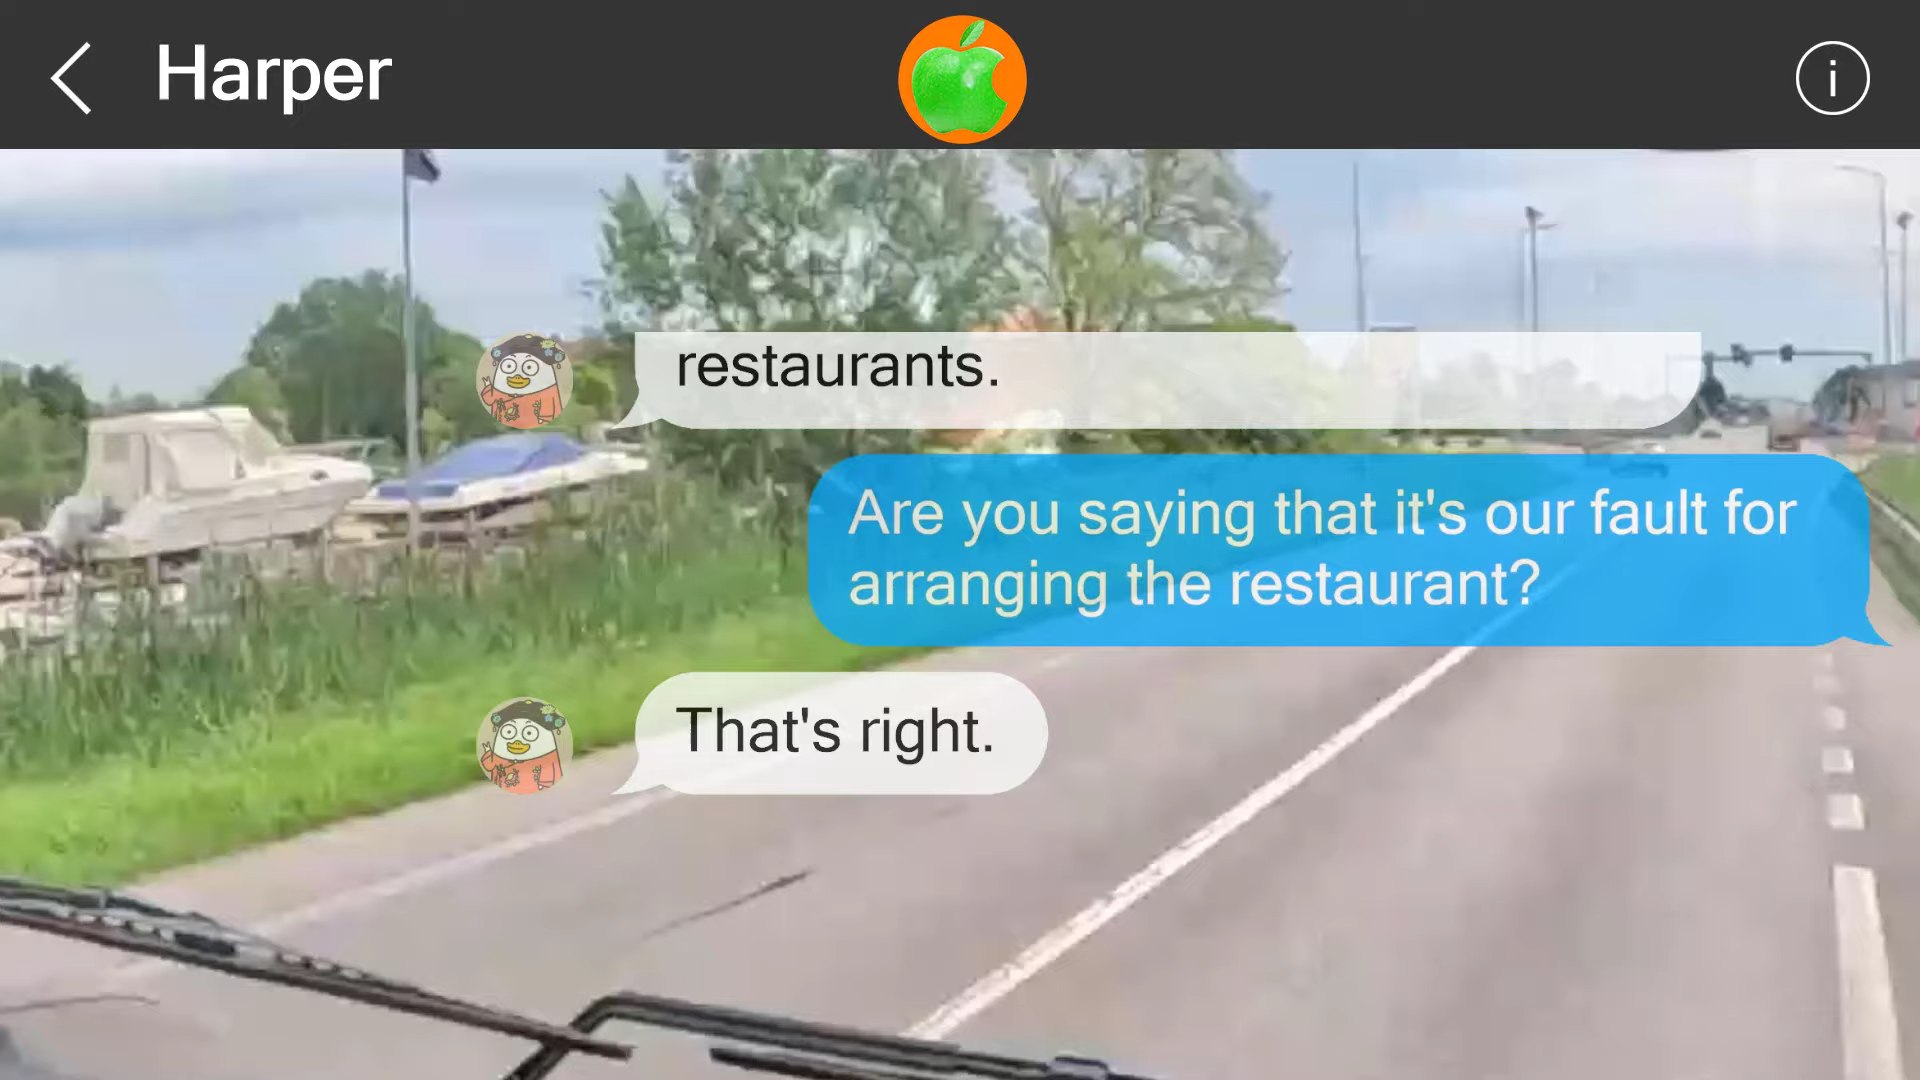 Harper
i
restaurants.
Are you saying that it's our fault for
arranging the restaurant?
That's right.